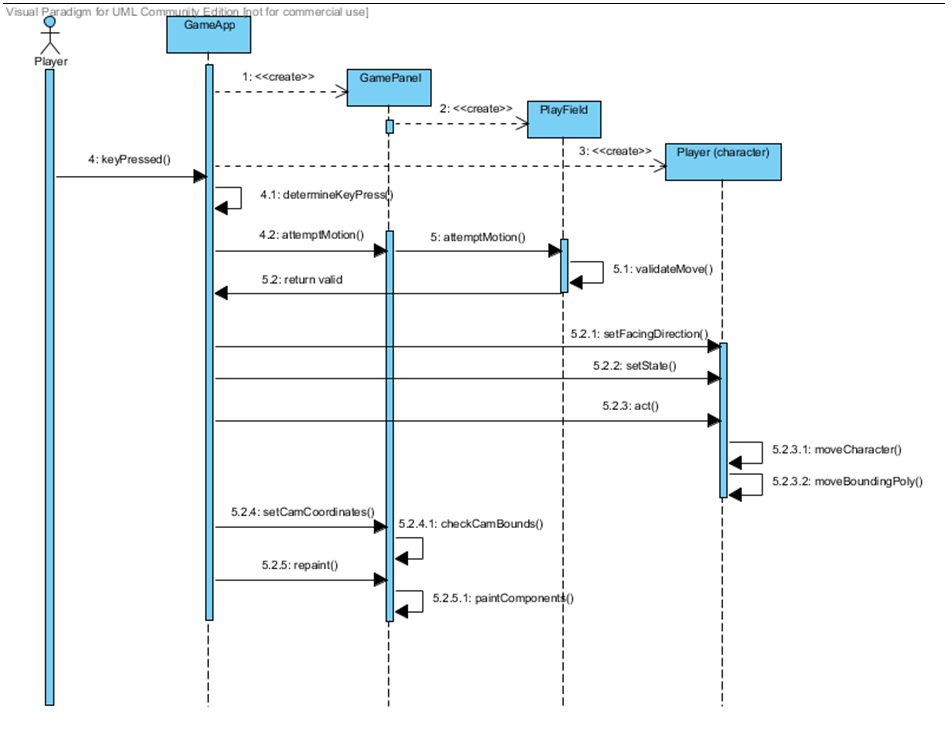 Visual Paradigm for UML Community Edition [not for commercial use]
Player
GameApp
1: <<create>>
GamePanel
2: <<create>>
PlayField
3: <<create>>
Player (character)
4: keyPressed()
4.1: determineKeyPress()
4.2: attemptMotion()
5: attemptMotion()
5.1: validateMove()
5.2: return valid
5.2.1: setFacingDirection()
5.2.2: setState()
5.2.3: act()
5.2.3.1: moveCharacter()
5.2.3.2: moveBoundingPoly()
5.2.4: setCamCoordinates()
5.2.4.1: checkCamBounds()
5.2.5: repaint()
5.2.5.1: paintComponents()